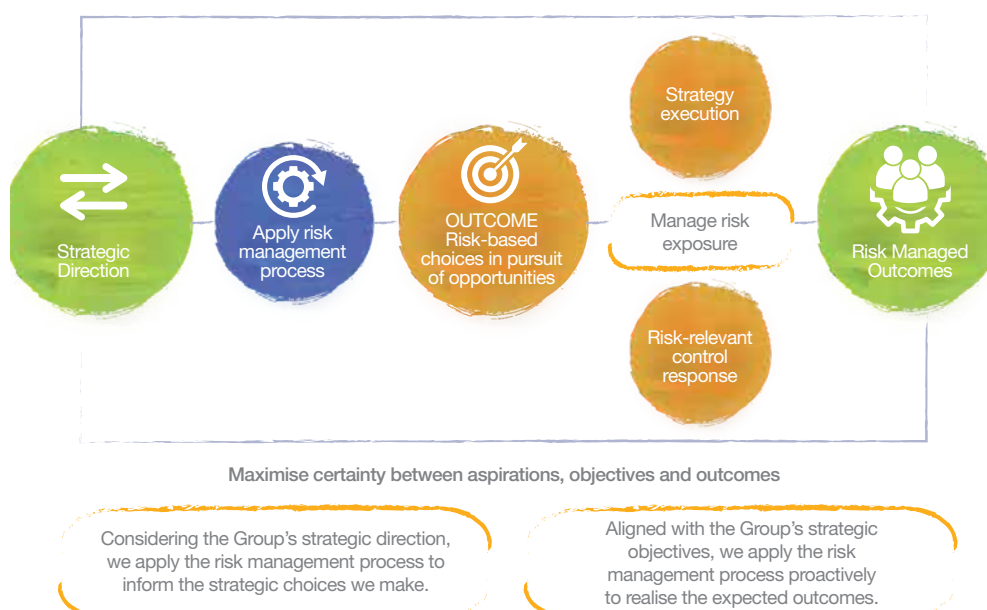 Strategic
Direction
Apply risk
management
process
OUTCOME
Risk-based
choices in pursuit
of opportunities
Strategy
execution
Manage risk
exposure
Risk-relevant
control
response
Risk Managed
Outcomes
Maximise certainty between aspirations, objectives and outcomes
Considering the Group's strategic direction,
we apply the risk management process to
inform the strategic choices we make.
Aligned with the Group's strategic
objectives, we apply the risk
management process proactively
to realise the expected outcomes.